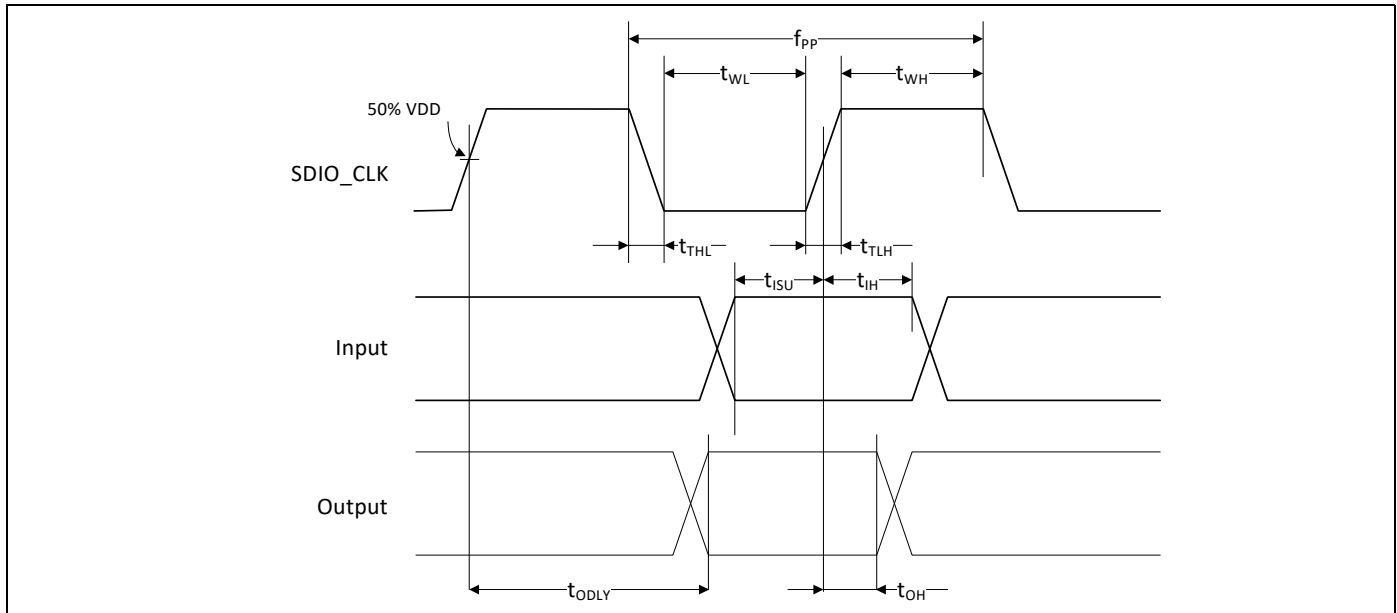 fPP
tWL
tWH
50% VDD
SDIO_CLK
tTHL
tTLH
tISU
tIH
Input
Output
tODLY
tOH